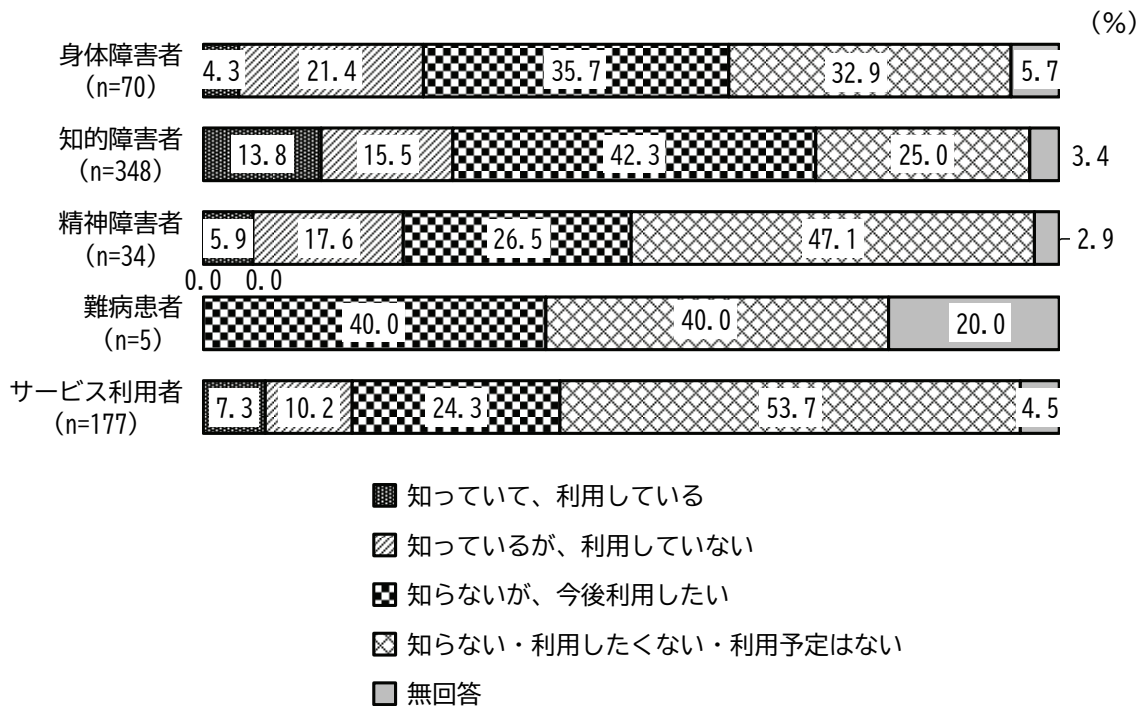 (%)
身体障害者
(n=70)
4.3 21.4 35.7 32.9 5.7
知的障害者
(n=348)
13.8 15.5 42.3 25.0 3.4
精神障害者
(n=34)
5.9 17.6 26.5 47.1 2.9
0.0 0.0
難病患者
(n=5)
40.0 40.0 20.0
サービス利用者
(n=177)
7.3 10.2 24.3 53.7 4.5
知っていて、利用している
知っているが、利用していない
知らないが、今後利用したい
知らない・利用したくない・利用予定はない
無回答